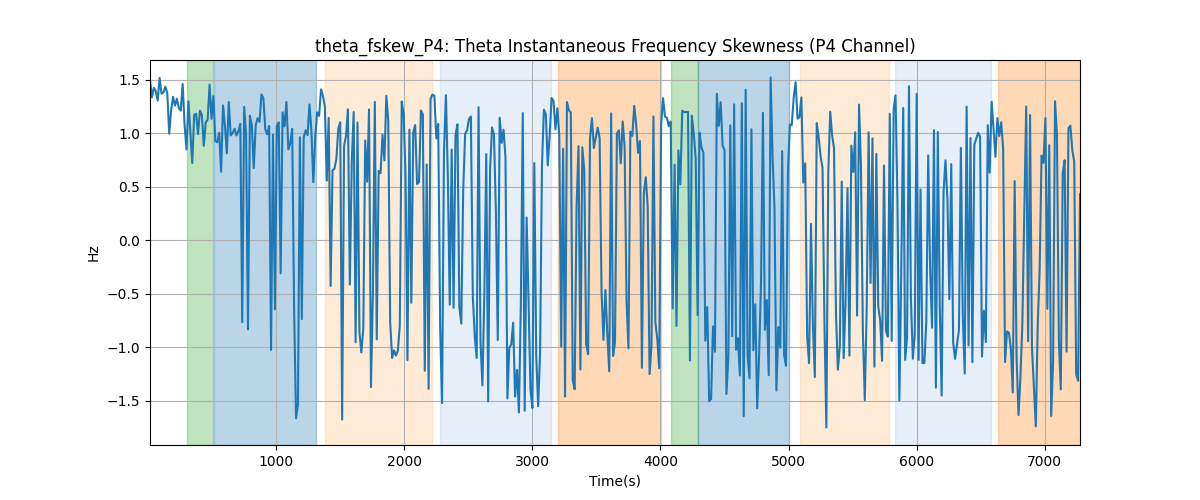 theta_fskew_P4: Theta Instantaneous Frequency Skewness (P4 Channel)
1.5
1.0
0.5
0.0
−0.5
−1.0
−1.5
Hz
1000 2000 3000 4000 5000 6000 7000
Time(s)